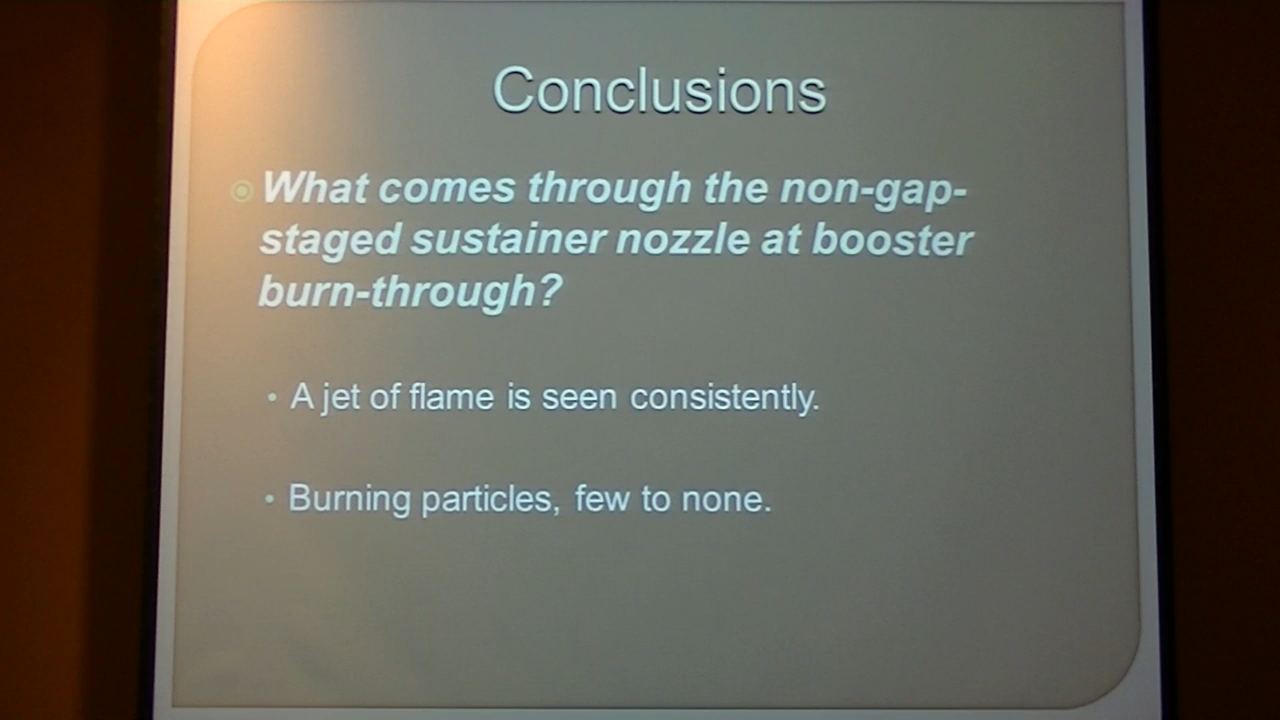 Conclusions
What comes through the non-gap-
staged sustainer nozzle at booster
burn-through?
• A jet of flame is seen consistently.
• Burning particles, few to none.